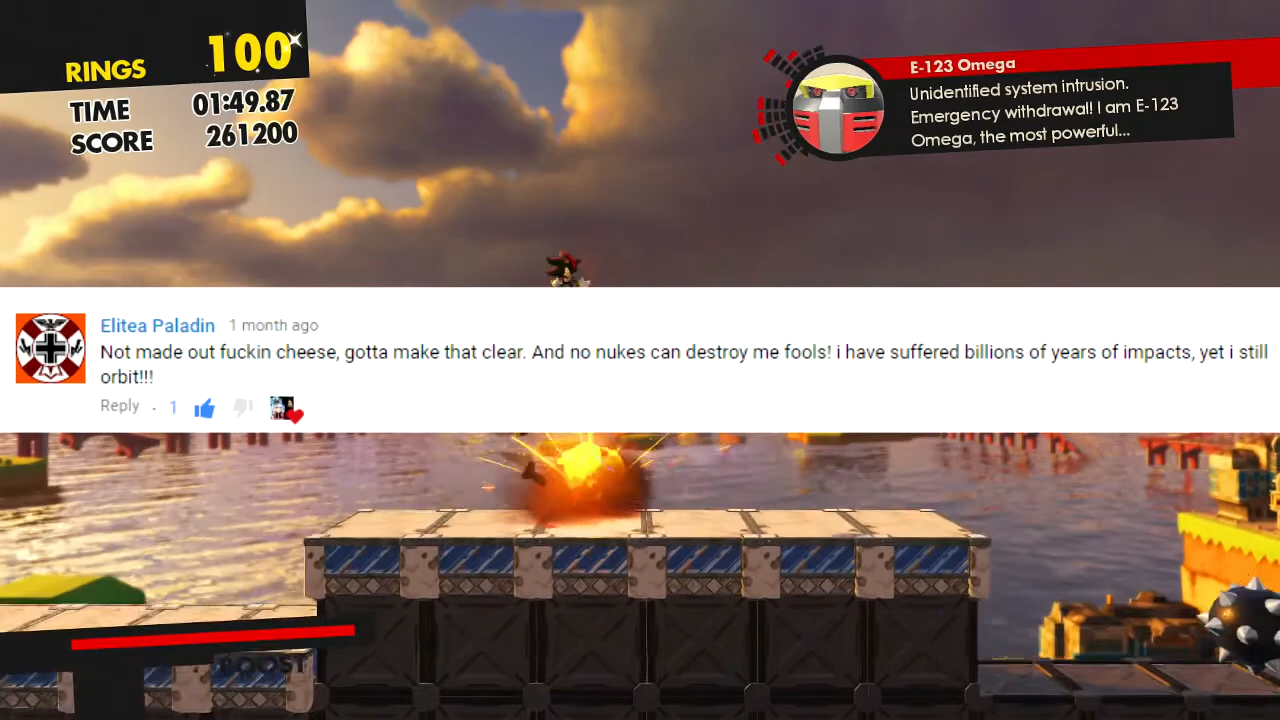 RINGS 100
TIME 01:49.87
SCORE 261200
E-123 Omega
Unidentified system intrusion.
Emergency withdrawal! I am E-123
Omega, the most powerful...
Elitea Paladin 1 month ago
Not made out fuckin cheese, gotta make that clear. And no nukes can destroy me fools! i have suffered billions of years of impacts, yet i still
orbit!!!
Reply . 1
BOOST